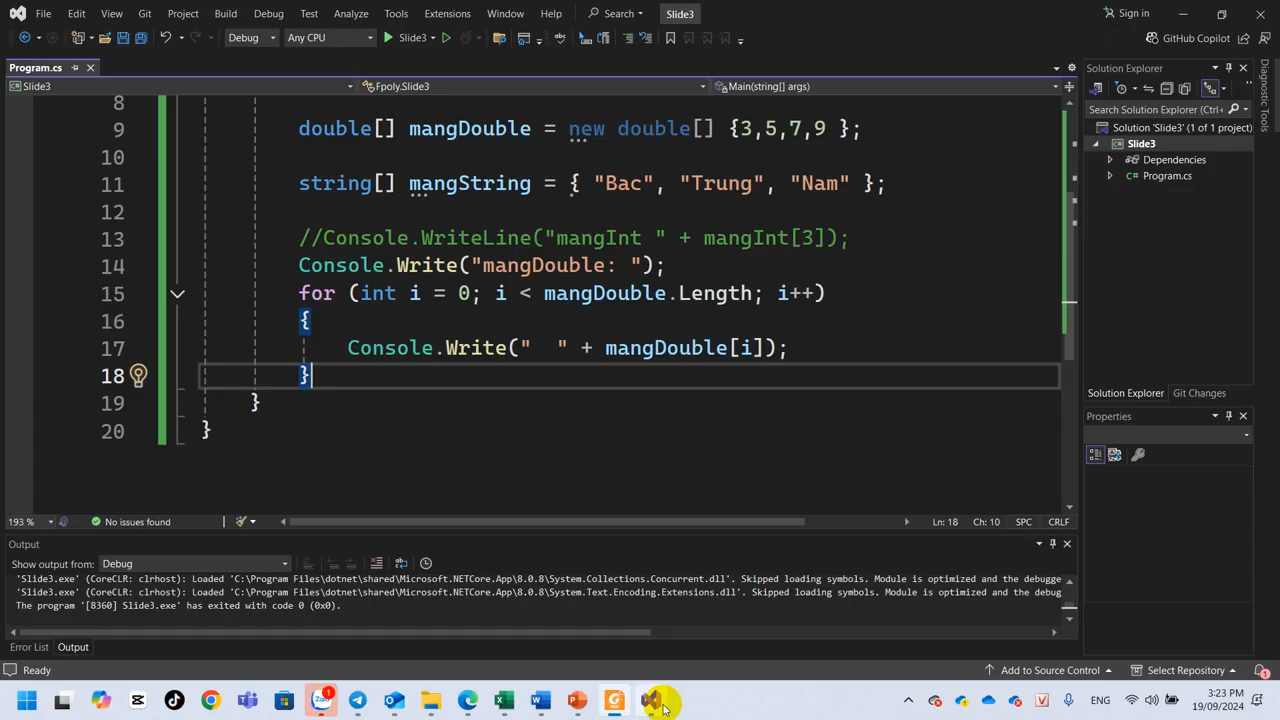 File Edit View Git Project Build Debug Test Analyze Tools Extensions Window Help Search Slide3 Sign in
Debug Any CPU Slide3 GitHub Copilot
Program.cs
Slide3 Fpoly.Slide3 Main(string[] args)
8
9 double[] mangDouble = new double[] {3,5,7,9 };
10
11 string[] mangString = { "Bac", "Trung", "Nam" };
12
13 //Console.WriteLine("mangInt " + mangInt[3]);
14 Console.Write("mangDouble: ");
15 for (int i = 0; i < mangDouble.Length; i++)
16 {
17 Console.Write("  " + mangDouble[i]);
18 }
19 }
20 }
193 % No issues found Ln: 18 Ch: 10 SPC CRLF
Solution Explorer
Search Solution Explorer (Ctrl+
Solution 'Slide3' (1 of 1 project)
Slide3
Dependencies
Program.cs
Solution Explorer Git Changes
Properties
Diagnostic Tools
Output
Show output from: Debug
'Slide3.exe' (CoreCLR: clrhost): Loaded 'C:\Program Files\dotnet\shared\Microsoft.NETCore.App\8.0.8\System.Collections.Concurrent.dll'. Skipped loading symbols. Module is optimized and the debugge
'Slide3.exe' (CoreCLR: clrhost): Loaded 'C:\Program Files\dotnet\shared\Microsoft.NETCore.App\8.0.8\System.Text.Encoding.Extensions.dll'. Skipped loading symbols. Module is optimized and the debug
The program '[8360] Slide3.exe' has exited with code 0 (0x0).
Error List Output
Ready Add to Source Control Select Repository 1
1 ENG 3:23 PM
19/09/2024